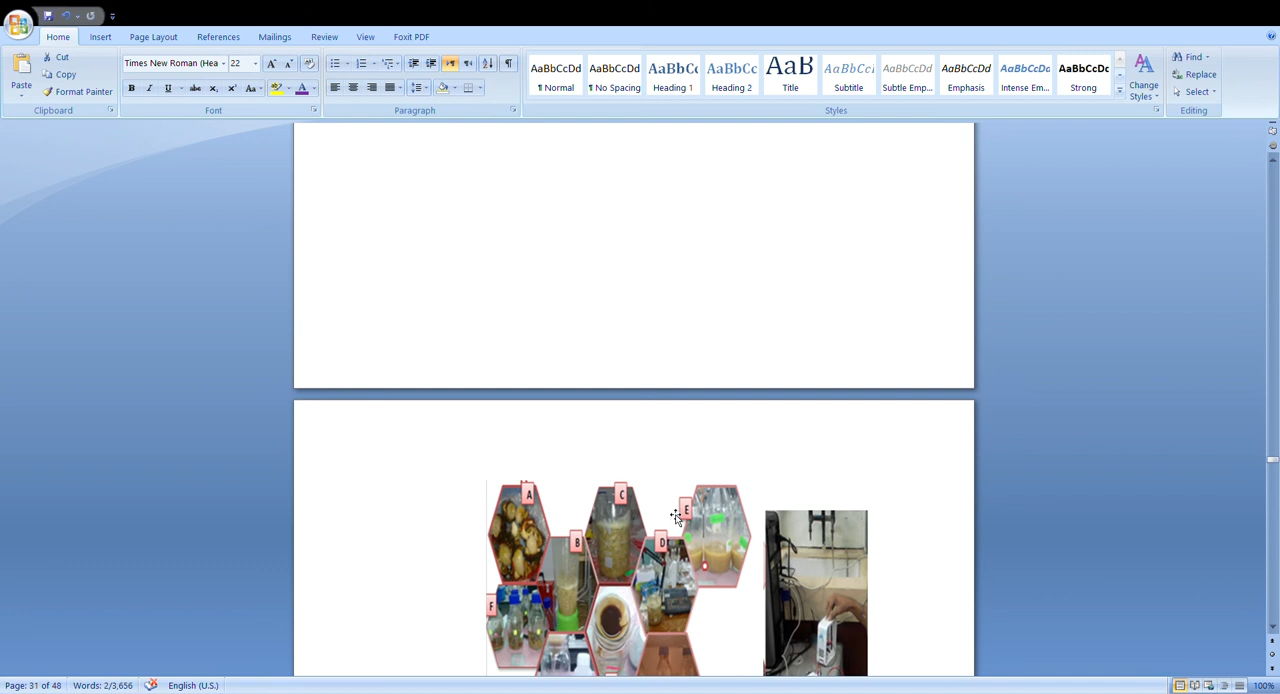 Home Insert Page Layout References Mailings Review View Foxit PDF
Paste Cut Copy Format Painter Clipboard
Times New Roman (Hea 22
Font
Paragraph
AaBbCcDd AaBbCcDd AaBbC AaBbCc AaB AaBbCc AaBbCcDd AaBbCcDd AaBbCcDd AaBbCcDc
¶ Normal ¶ No Spacing Heading 1 Heading 2 Title Subtitle Subtle Emp... Emphasis Intense Em... Strong
Change Styles
Styles
Find
Replace
Select
Editing
A
C
E
B
D
F
Page: 31 of 48 Words: 2/3,656 English (U.S.) 100%